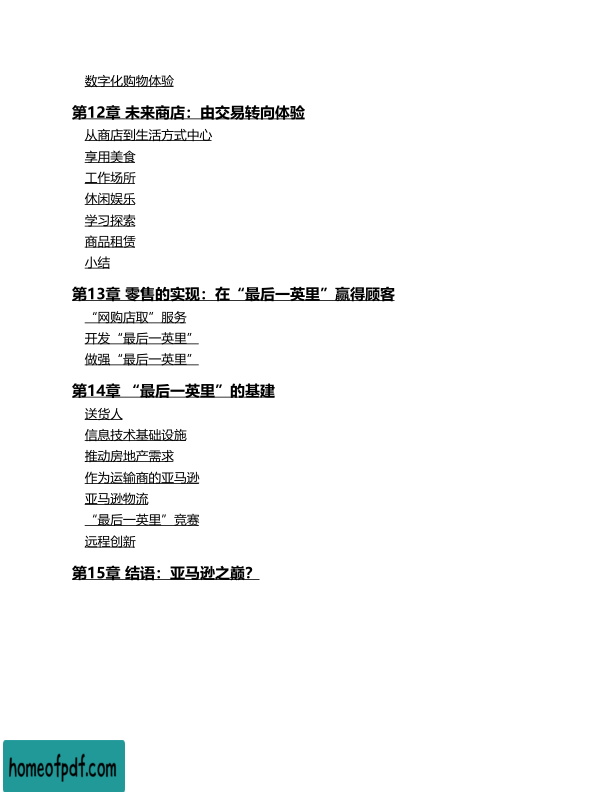 数字化购物体验
第12章 未来商店：由交易转向体验
从商店到生活方式中心
享用美食
工作场所
休闲娱乐
学习探索
商品租赁
小结
第13章 零售的实现：在“最后一英里”赢得顾客
“网购店取”服务
开发“最后一英里”
做强“最后一英里”
第14章 “最后一英里”的基建
送货人
信息技术基础设施
推动房地产需求
作为运输商的亚马逊
亚马逊物流
“最后一英里”竞赛
远程创新
第15章 结语：亚马逊之巅？
homeofpdf.com